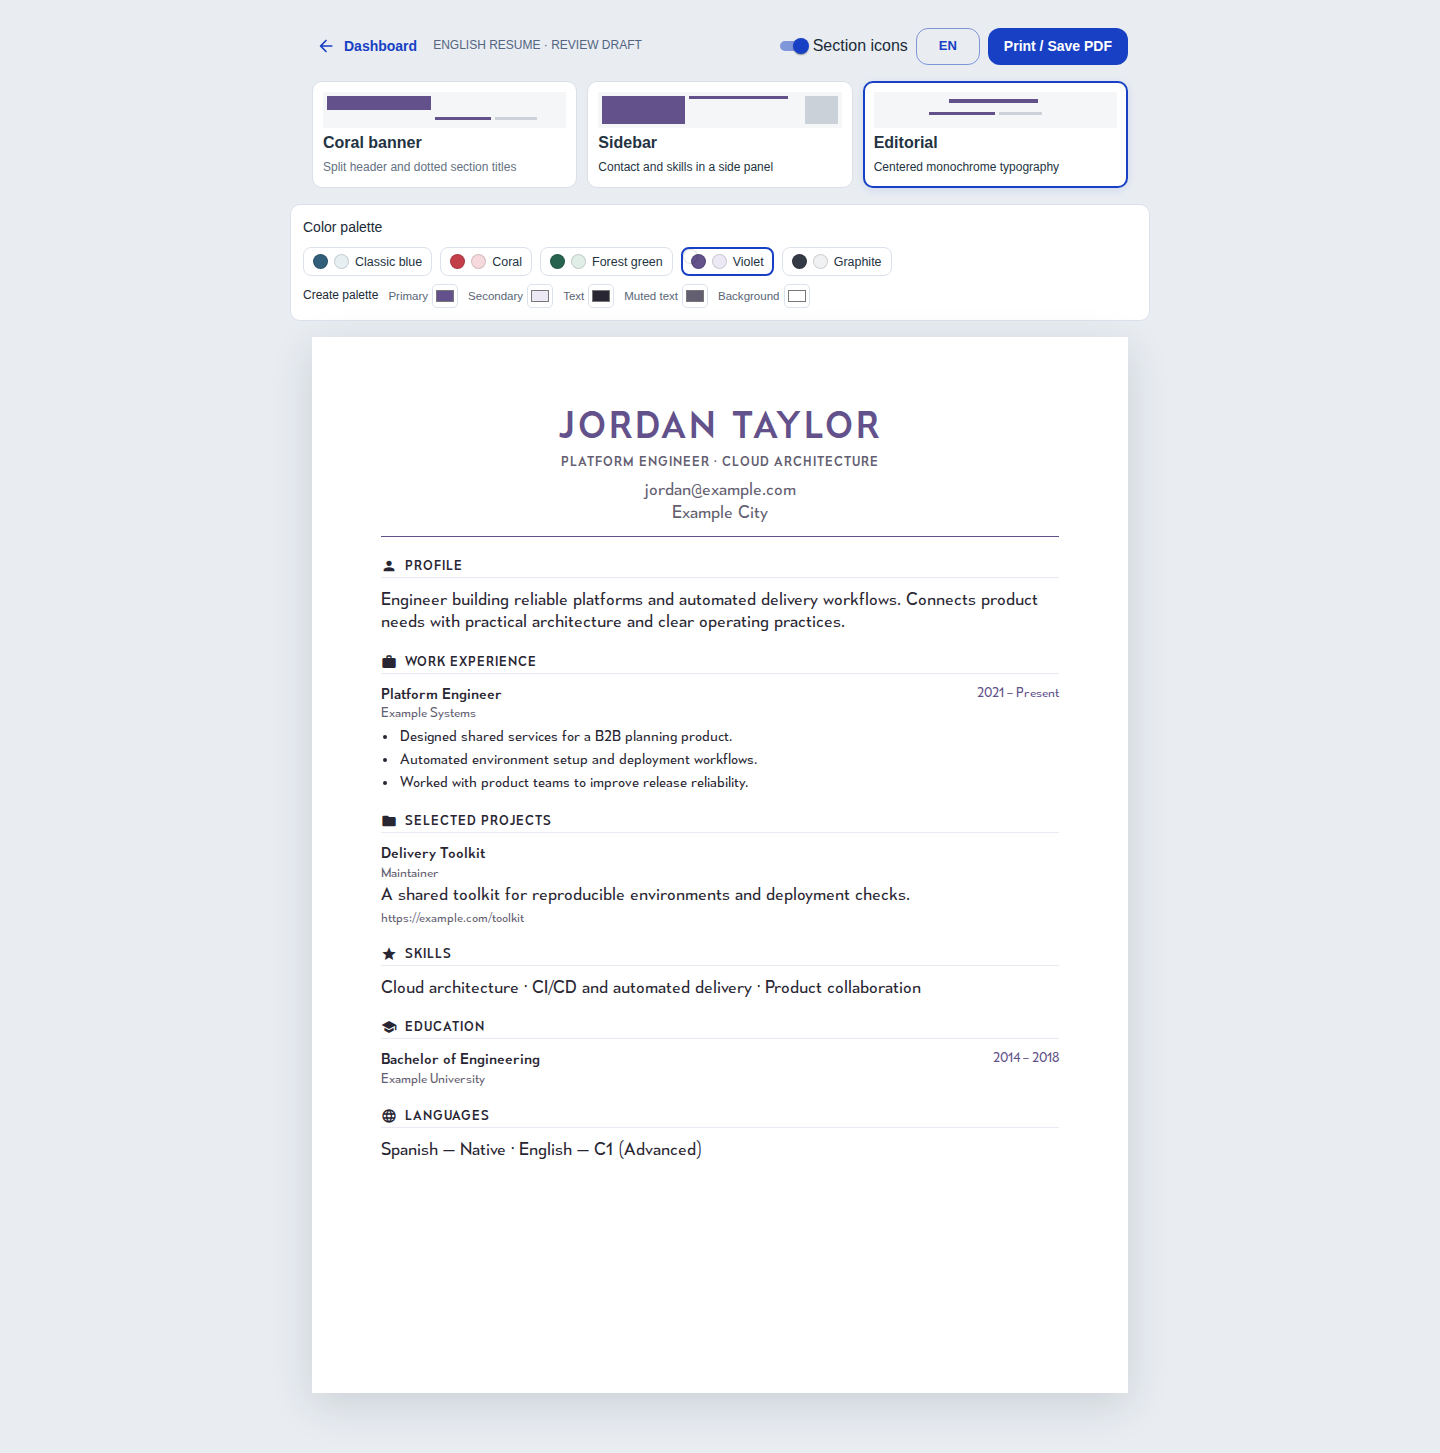 Dashboard
ENGLISH RESUME · REVIEW DRAFT
Section icons
EN
Print / Save PDF
Coral banner
Split header and dotted section titles
Sidebar
Contact and skills in a side panel
Editorial
Centered monochrome typography
Color palette
Classic blue
Coral
Forest green
Violet
Graphite
Create palette
Primary
Secondary
Text
Muted text
Background
JORDAN TAYLOR
PLATFORM ENGINEER · CLOUD ARCHITECTURE
jordan@example.com
Example City
PROFILE
Engineer building reliable platforms and automated delivery workflows. Connects product
needs with practical architecture and clear operating practices.
WORK EXPERIENCE
Platform Engineer
2021 – Present
Example Systems
• Designed shared services for a B2B planning product.
• Automated environment setup and deployment workflows.
• Worked with product teams to improve release reliability.
SELECTED PROJECTS
Delivery Toolkit
Maintainer
A shared toolkit for reproducible environments and deployment checks.
https://example.com/toolkit
SKILLS
Cloud architecture · CI/CD and automated delivery · Product collaboration
EDUCATION
Bachelor of Engineering
2014 – 2018
Example University
LANGUAGES
Spanish — Native · English — C1 (Advanced)